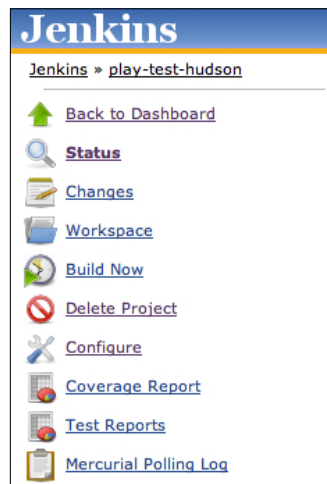 Jenkins
Jenkins » play-test-hudson
Back to Dashboard
Status
Changes
Workspace
Build Now
Delete Project
Configure
Coverage Report
Test Reports
Mercurial Polling Log